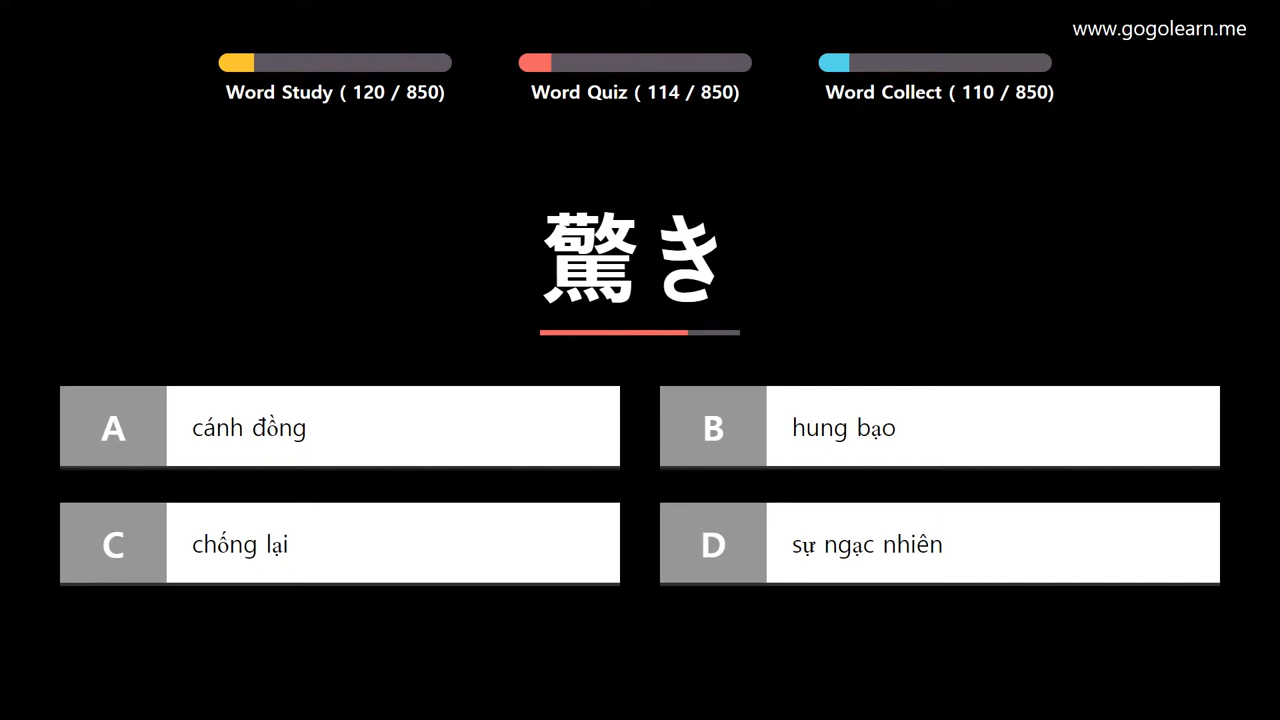 www.gogolearn.me
Word Study ( 120 / 850)
Word Quiz ( 114 / 850)
Word Collect ( 110 / 850)
驚き
A cánh đồng
B hung bạo
C chống lại
D sự ngạc nhiên